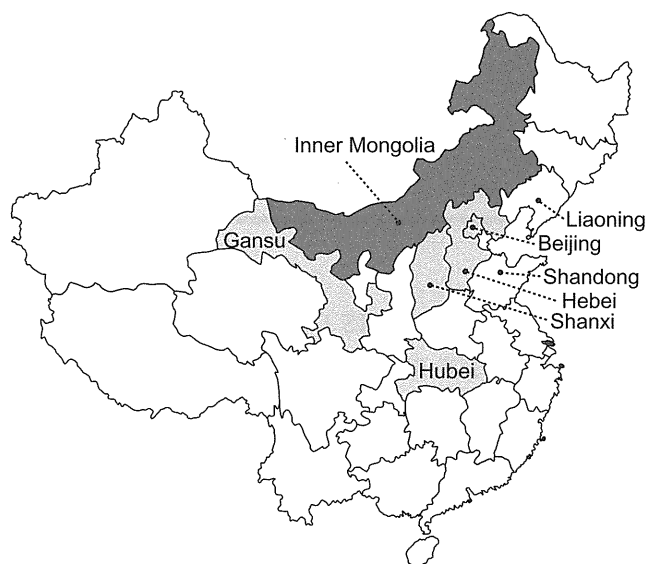 Inner Mongolia
Gansu
Liaoning
Beijing
Shandong
Hebei
Shanxi
Hubei